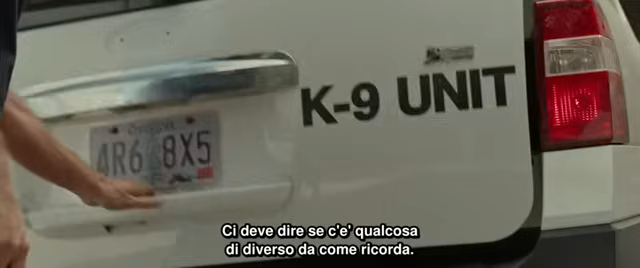 K-9 UNIT
4R6 8X5
Ci deve dire se c'e' qualcosa
di diverso da come ricorda.